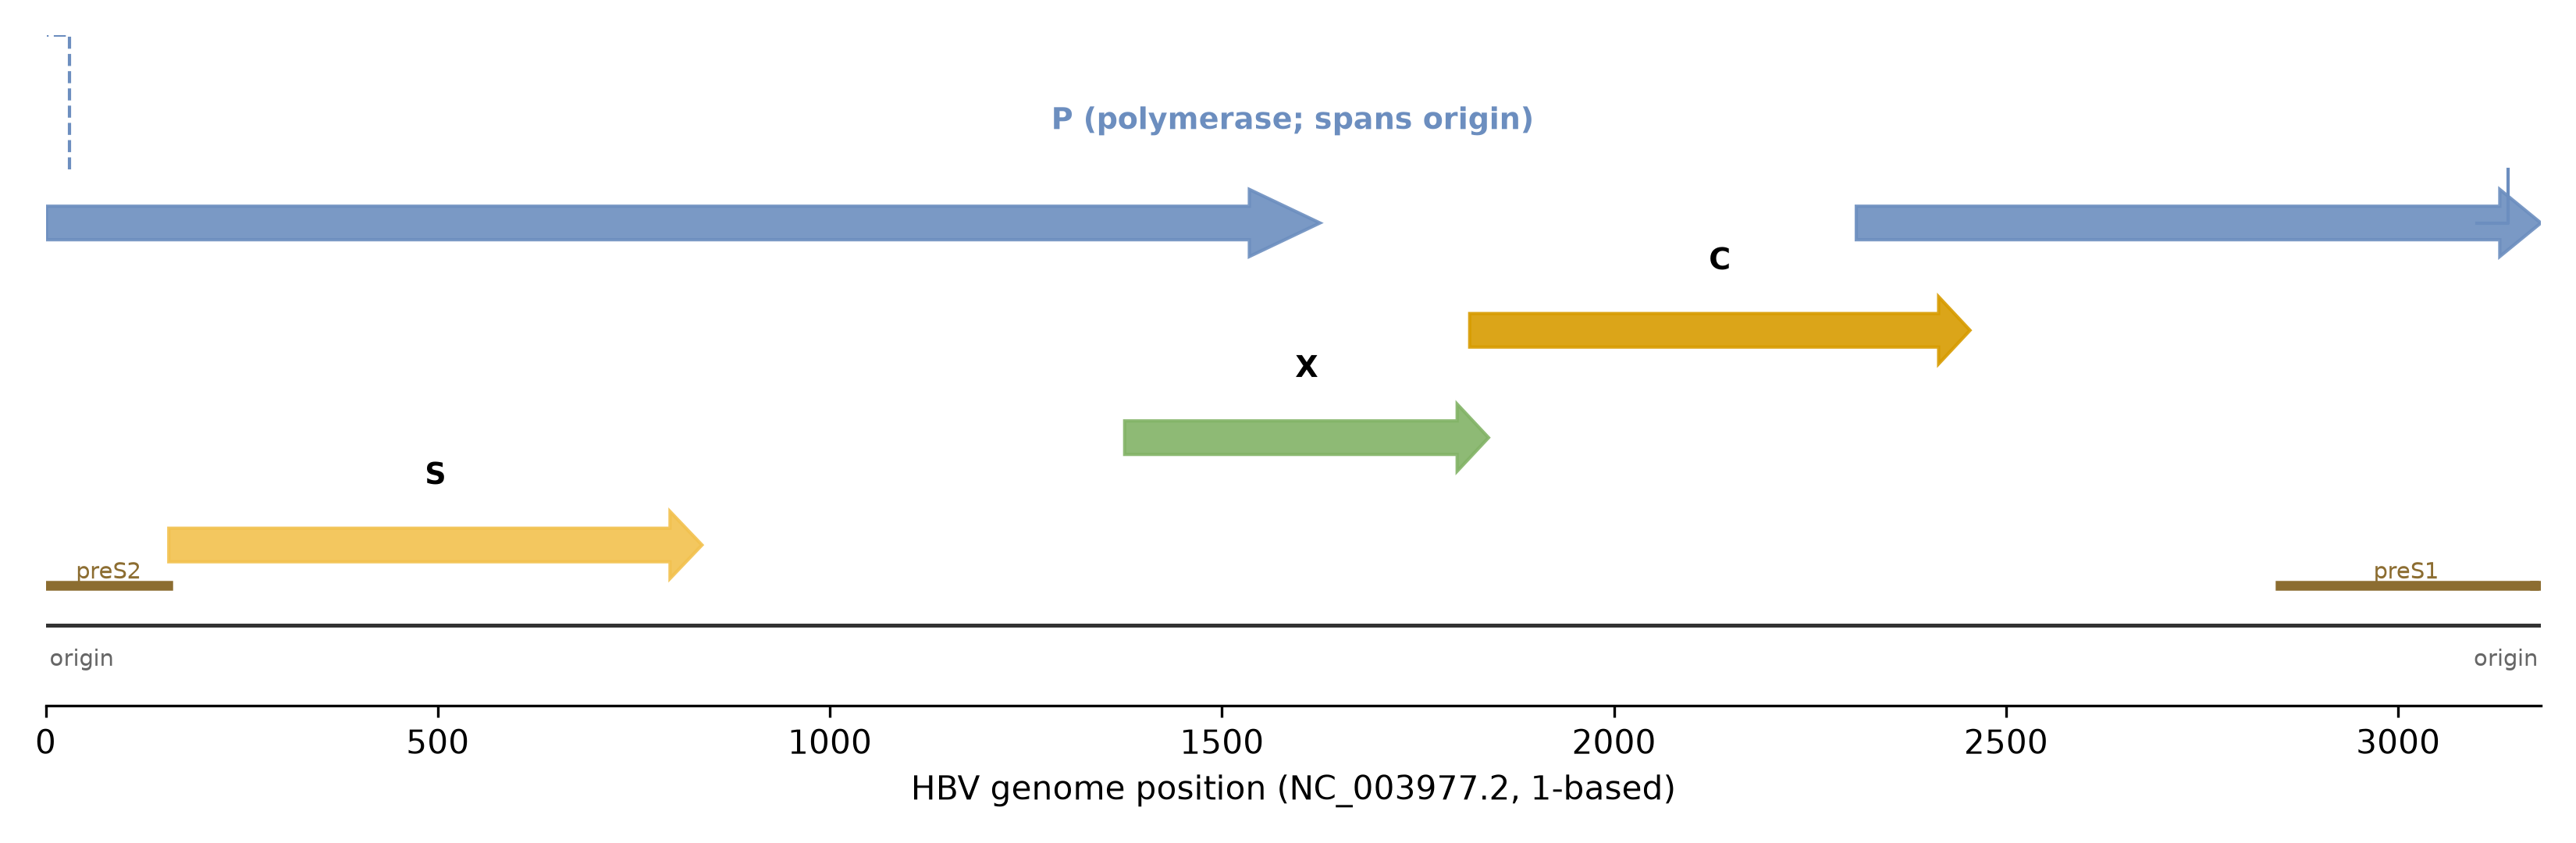 P (polymerase; spans origin)
C
X
S
preS2
preS1
origin
origin
0 500 1000 1500 2000 2500 3000
HBV genome position (NC_003977.2, 1-based)